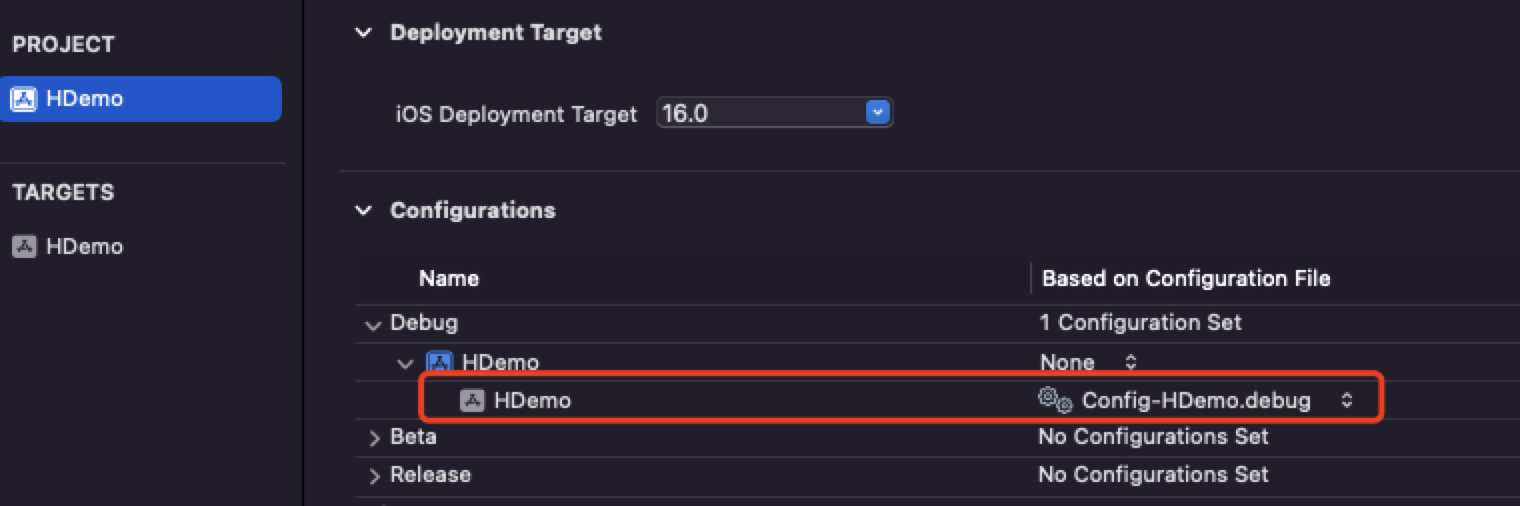 PROJECT
HDemo
TARGETS
HDemo
Deployment Target
iOS Deployment Target 16.0
Configurations
Name Based on Configuration File
Debug 1 Configuration Set
HDemo None
HDemo Config-HDemo.debug
Beta No Configurations Set
Release No Configurations Set